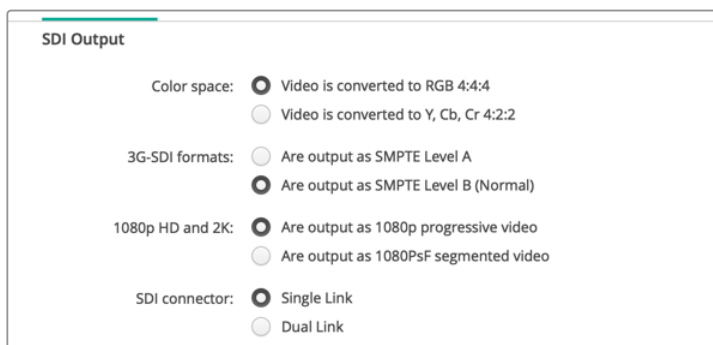 SDI Output
Color space: Video is converted to RGB 4:4:4
Video is converted to Y, Cb, Cr 4:2:2
3G-SDI formats: Are output as SMPTE Level A
Are output as SMPTE Level B (Normal)
1080p HD and 2K: Are output as 1080p progressive video
Are output as 1080PsF segmented video
SDI connector: Single Link
Dual Link